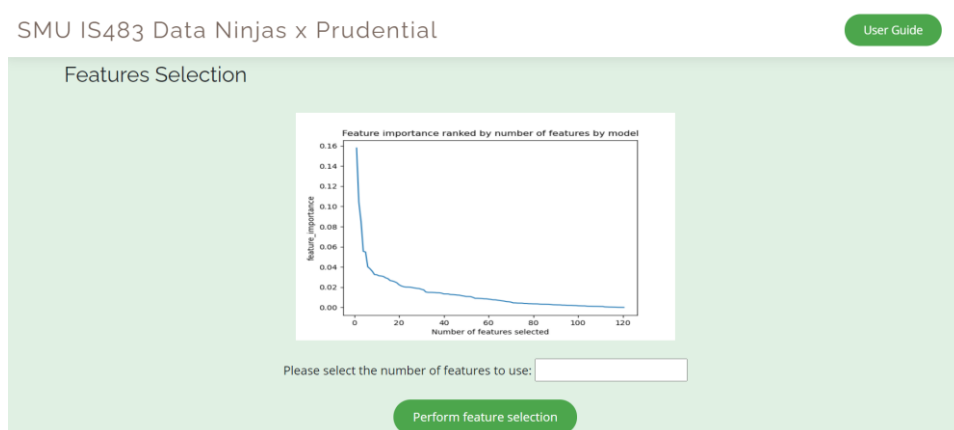 SMU IS483 Data Ninjas x Prudential
User Guide
Features Selection
Feature importance ranked by number of features by model
0.16
0.14
0.12
0.10
0.08
0.06
0.04
0.02
0.00
feature_importance
0 20 40 60 80 100 120
Number of features selected
Please select the number of features to use:
Perform feature selection